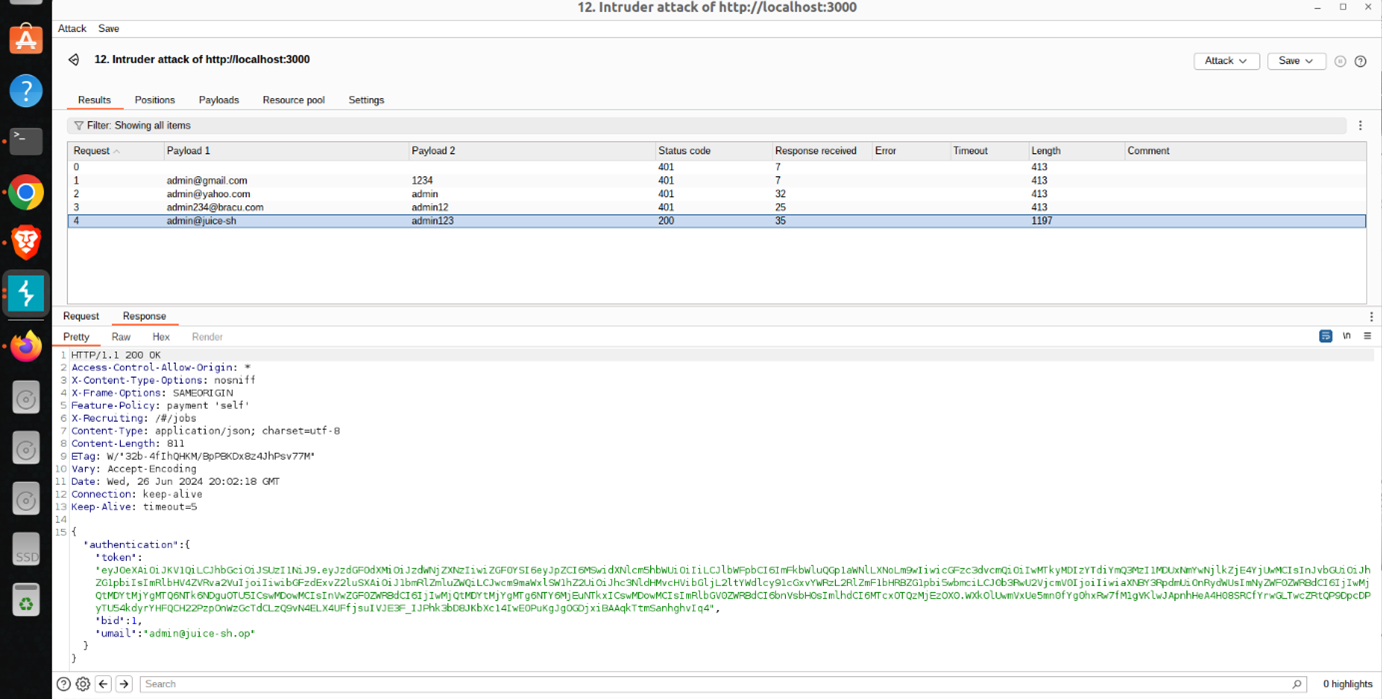 12. Intruder attack of http://localhost:3000
Attack Save
12. Intruder attack of http://localhost:3000
Attack Save
Results Positions Payloads Resource pool Settings
Filter: Showing all items
Request Payload 1 Payload 2 Status code Response received Error Timeout Length Comment
0 401 7 413
1 admin@gmail.com 1234 401 7 413
2 admin@yahoo.com admin 401 32 413
3 admin234@bracu.com admin12 401 25 413
4 admin@juice-sh admin123 200 35 1197
Request Response
Pretty Raw Hex Render
\n
1 HTTP/1.1 200 OK
2 Access-Control-Allow-Origin: *
3 X-Content-Type-Options: nosniff
4 X-Frame-Options: SAMEORIGIN
5 Feature-Policy: payment 'self'
6 X-Recruiting: /#/jobs
7 Content-Type: application/json; charset=utf-8
8 Content-Length: 811
9 ETag: W/"32b-4fIhQHKM/BpPBKDx8z4JhPsv77M"
10 Vary: Accept-Encoding
11 Date: Wed, 26 Jun 2024 20:02:18 GMT
12 Connection: keep-alive
13 Keep-Alive: timeout=5
14
15 {
"authentication":{
"token":
"bid":1,
"umail":"admin@juice-sh.op"
}
}
Search
0 highlights
SSD